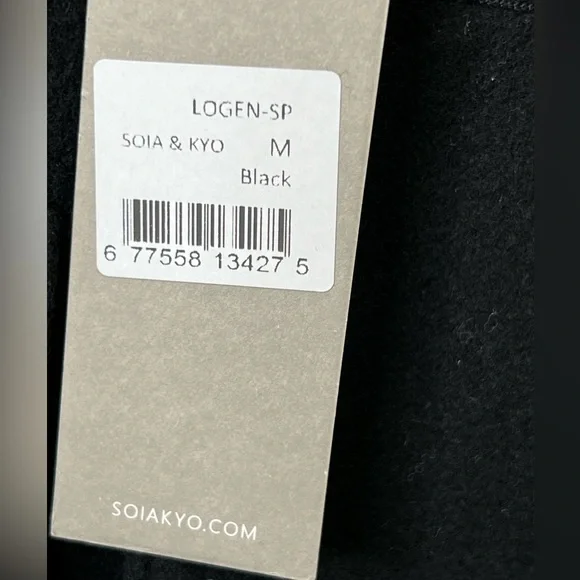 LOGEN-SP
SOIA & KYO M
Black
6 77558 13427 5
SOIAKYO.COM